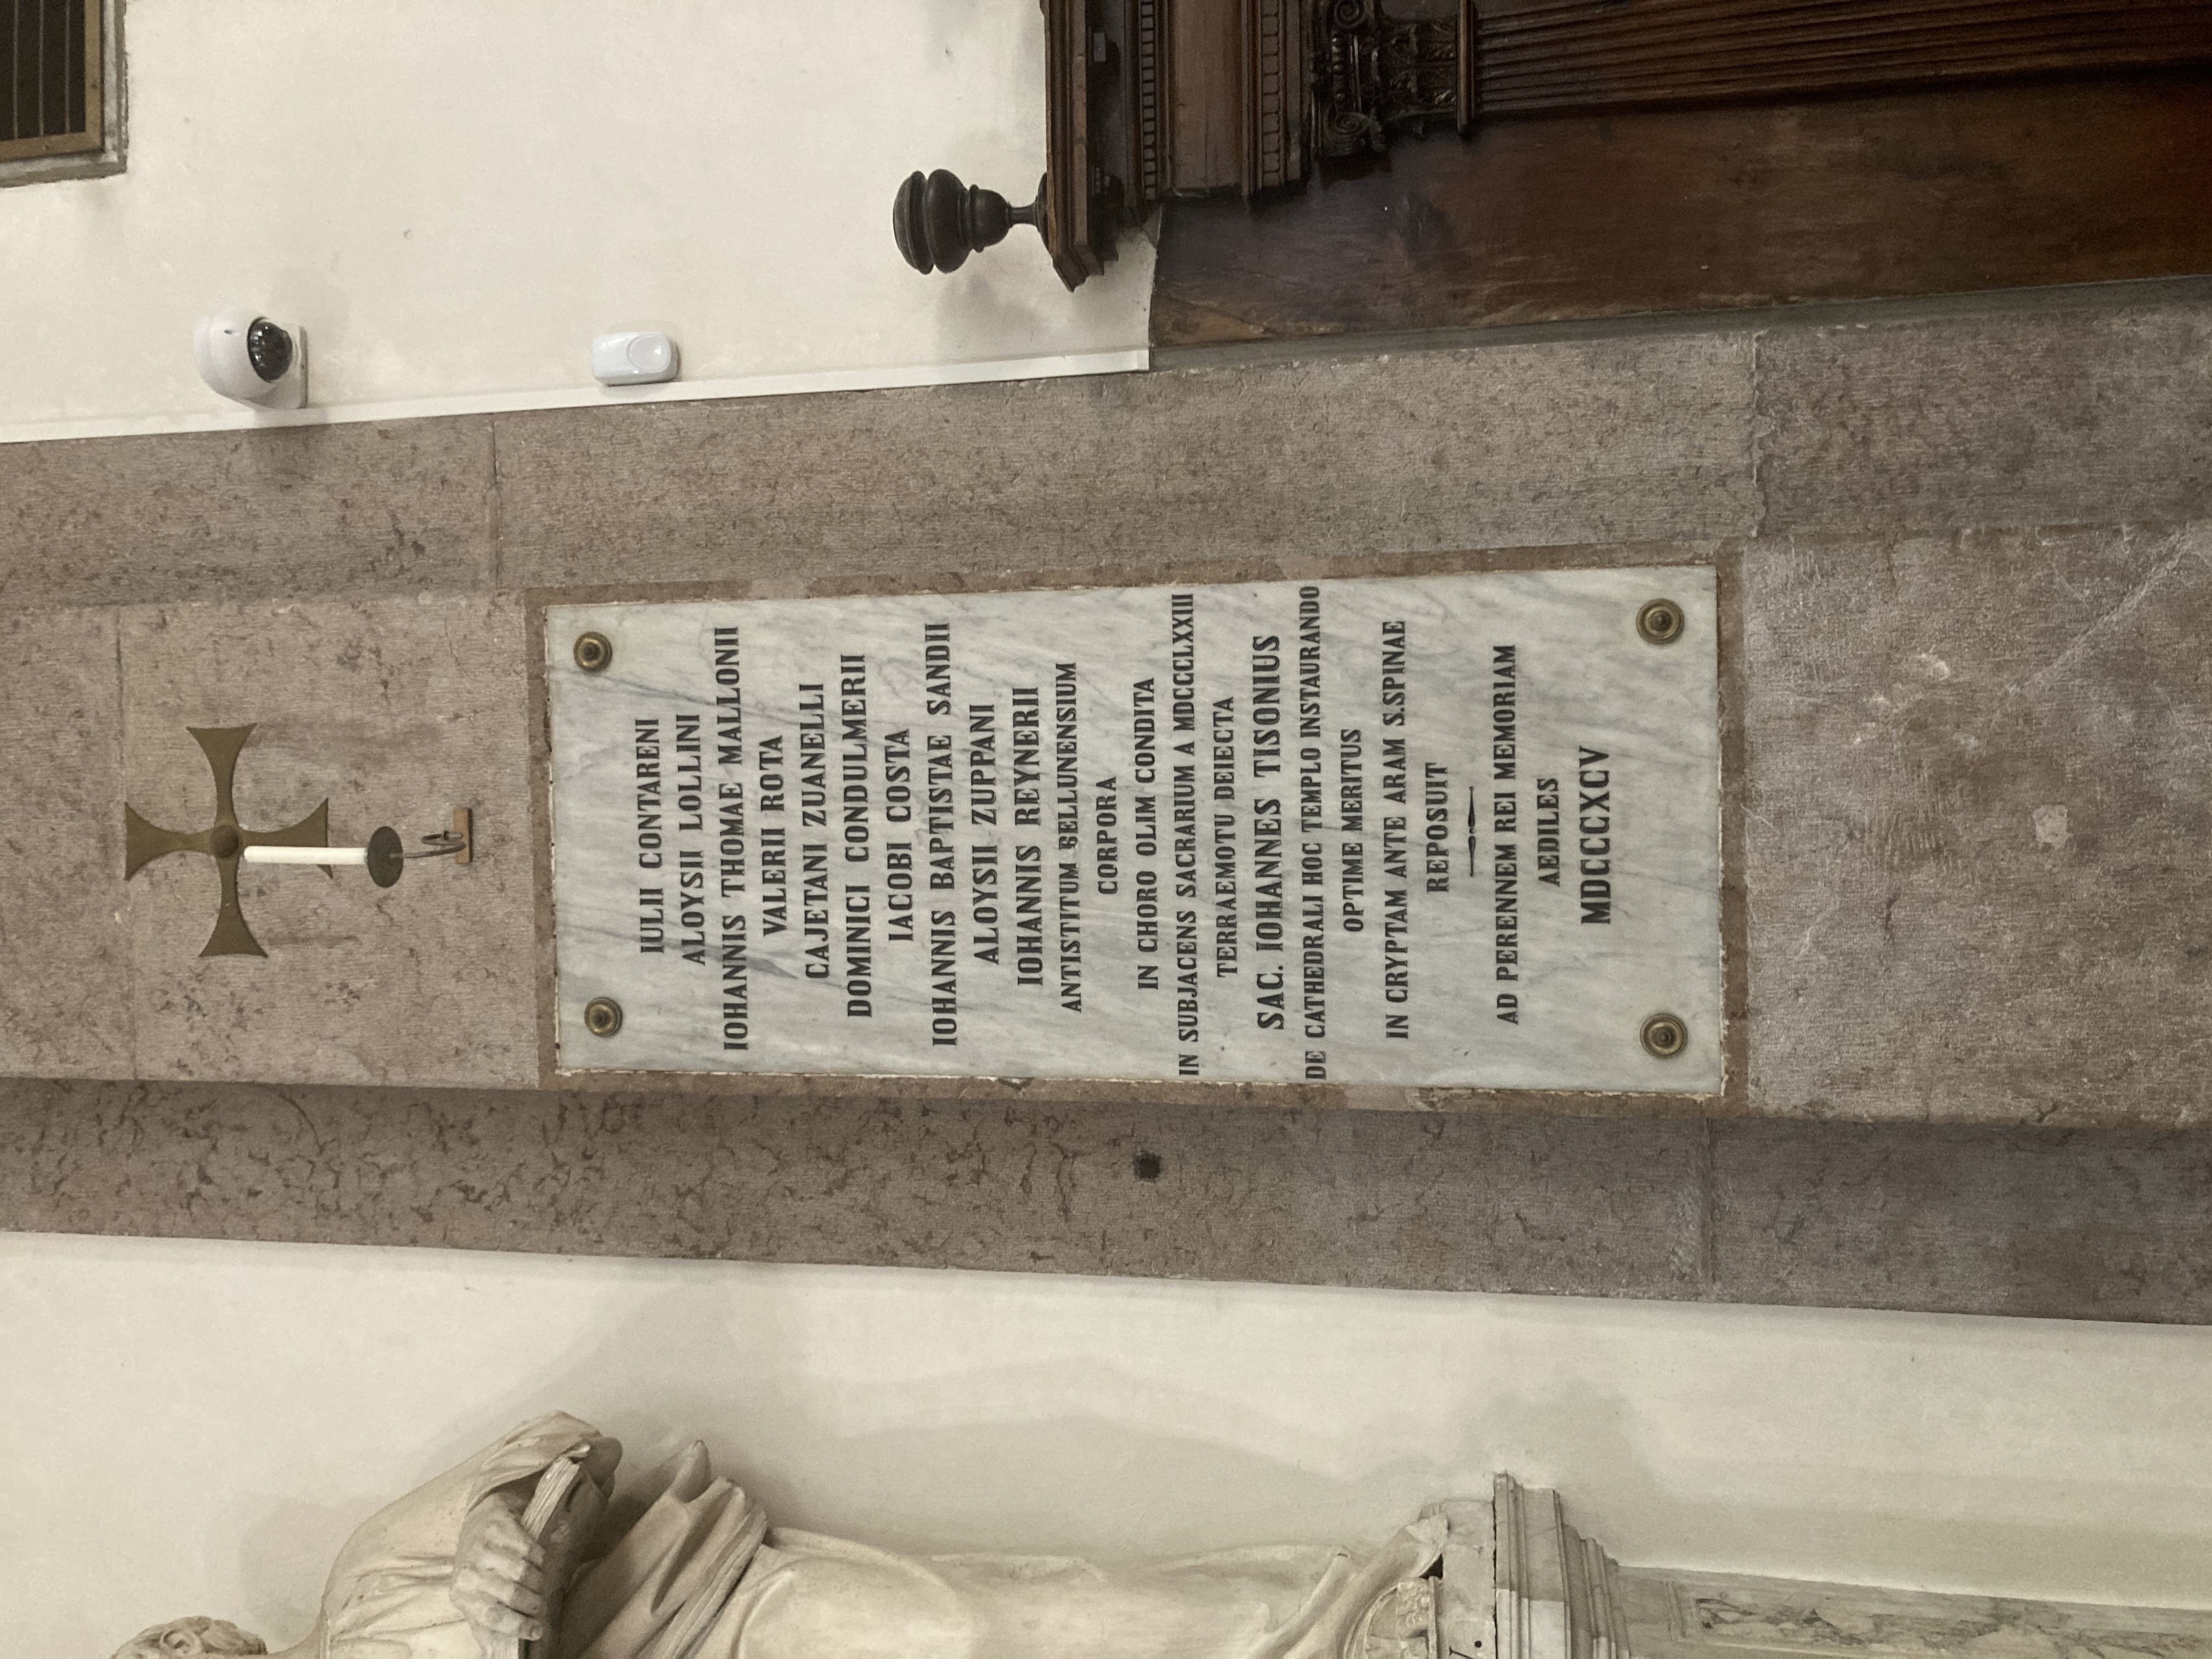 IULII CONTARENI
ALOYSII LOLLINI
IOHANNIS THOMAE MALLONII
VALERII ROTA
CAJETANI ZUANELLI
DOMINICI CONDULMERII
IACOBI COSTA
IOHANNIS BAPTISTAE SANDII
ALOYSII ZUPPANI
IOHANNIS REYNERII
ANTISTITUM BELLUNENSIUM
CORPORA
IN CHORO OLIM CONDITA
IN SUBJACENS SACRARIUM A MDCCCLXXIII
TERRAEMOTU DEIECTA
SAC. IOHANNES TISONIUS
DE CATHEDRALI HOC TEMPLO INSTAURANDO
OPTIME MERITUS
IN CRYPTAM ANTE ARAM S.SPINAE
REPOSUIT
AD PERENNEM REI MEMORIAM
AEDILES
MDCCCXCV